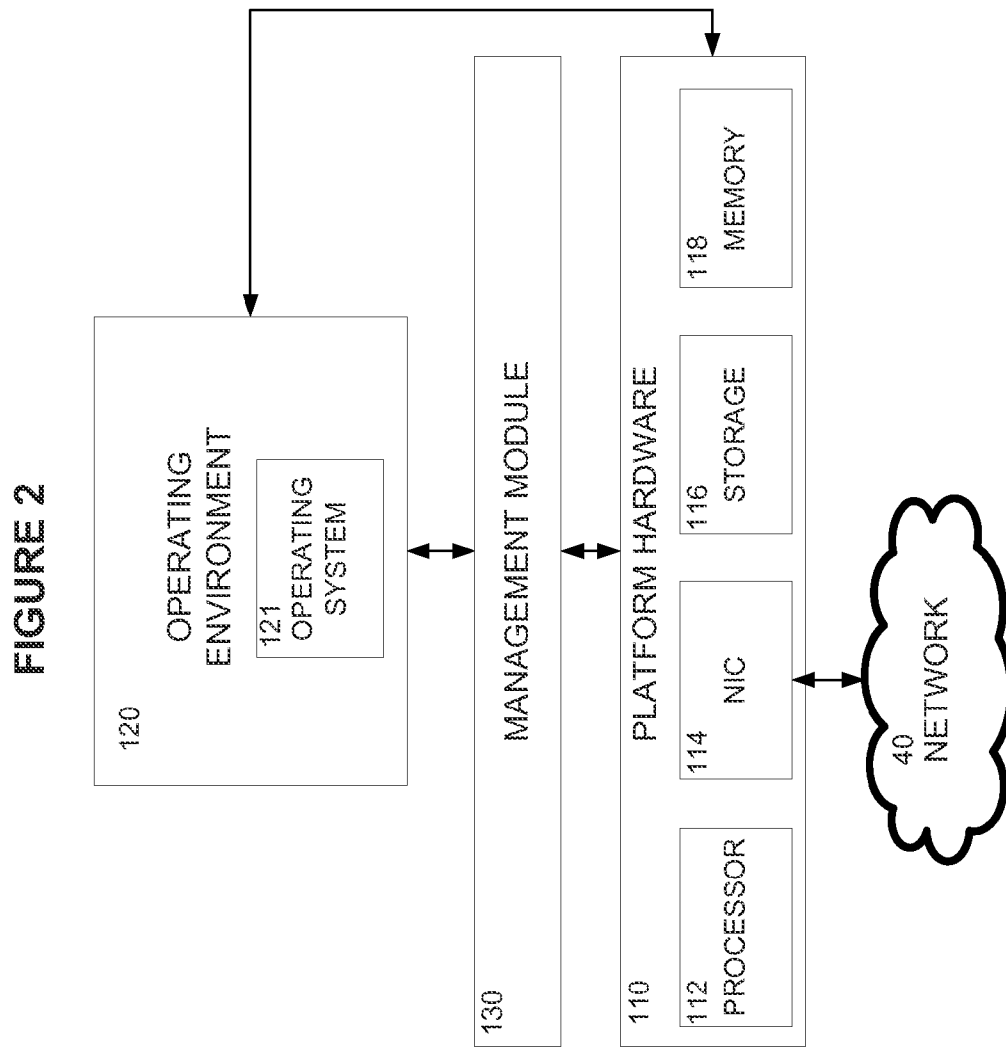 FIGURE 2
120
OPERATING
ENVIRONMENT
121
OPERATING
SYSTEM
130
MANAGEMENT MODULE
110
PLATFORM HARDWARE
112
PROCESSOR
114
NIC
116
STORAGE
118
MEMORY
40
NETWORK